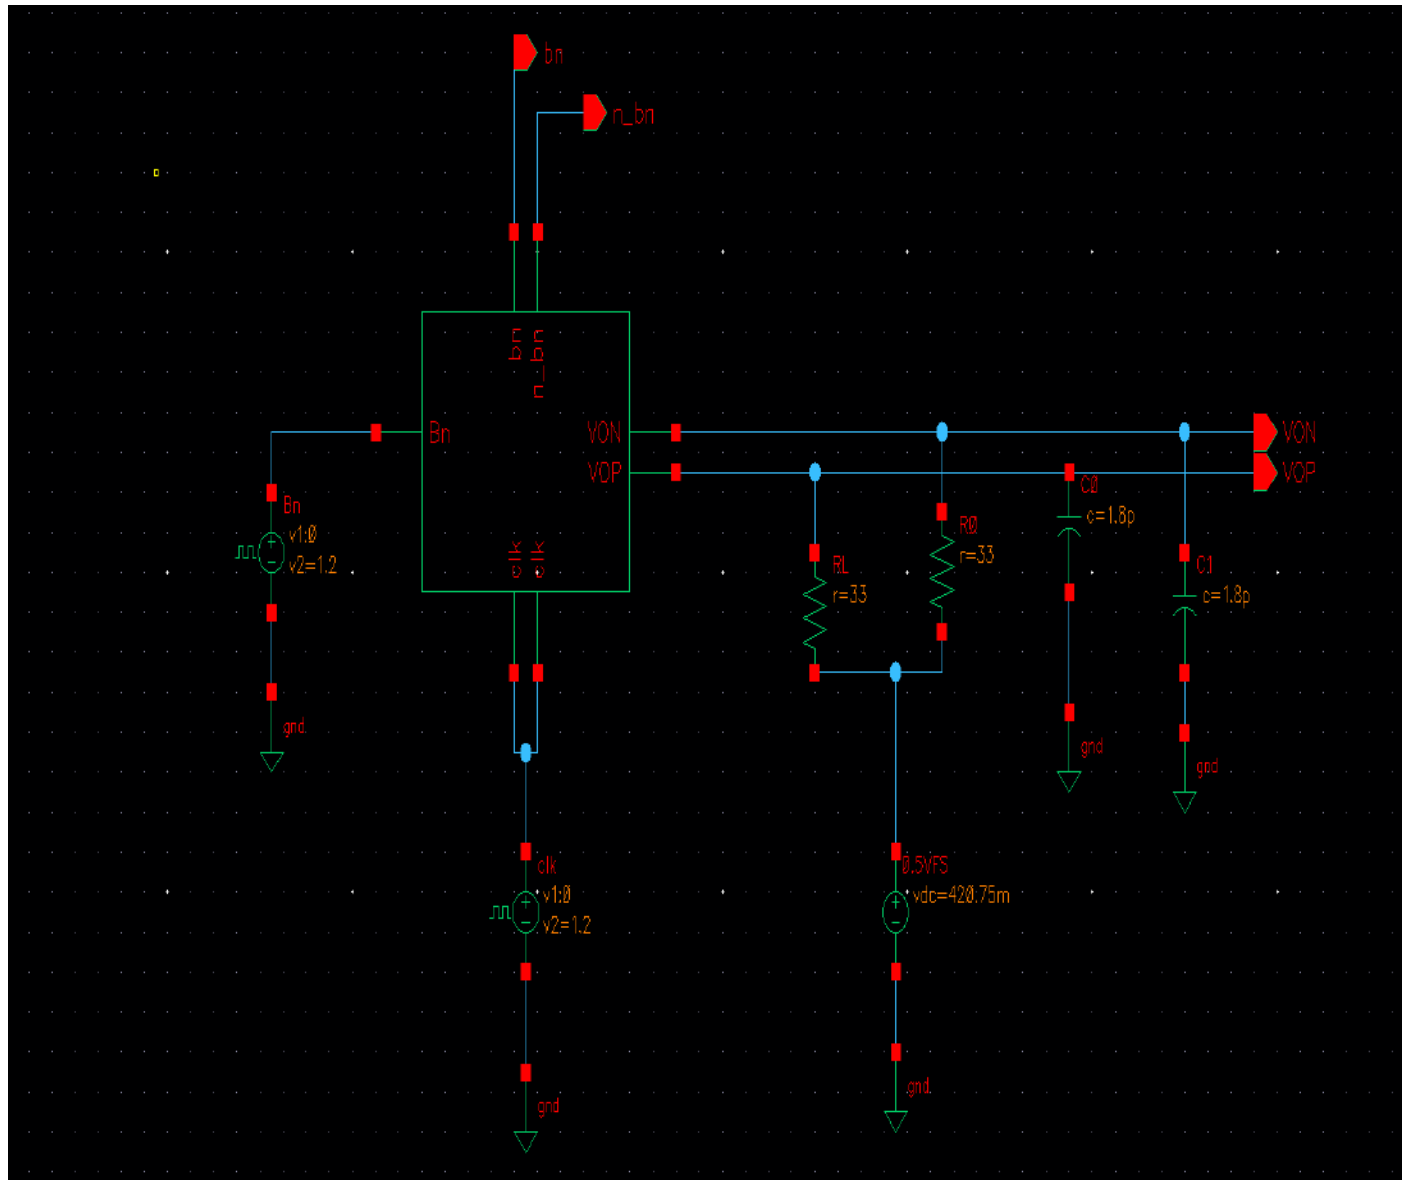 bn
n_bn
bn
n_bn
Bn
VON
VOP
VON
VOP
C0
c=1.8p
Bn
v1:0
v2=1.2
R0
r=33
RL
r=33
clk
clk
C1
c=1.8p
gnd
gnd
gnd
clk
v1:0
v2=1.2
0.5VFS
vdc=420.75m
gnd
gnd